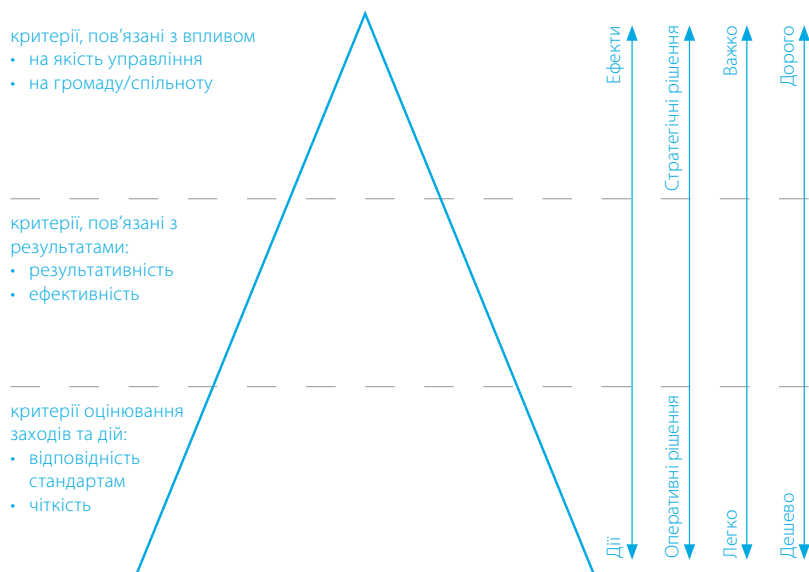 критерії, пов’язані з впливом
• на якість управління
• на громаду/спільноту
критерії, пов’язані з
результатами:
• результативність
• ефективність
критерії оцінювання
заходів та дій:
• відповідність
стандартам
• чіткість
Ефекти
Стратегічні рішення
Важко
Дорого
Дії
Оперативні рішення
Легко
Дешево